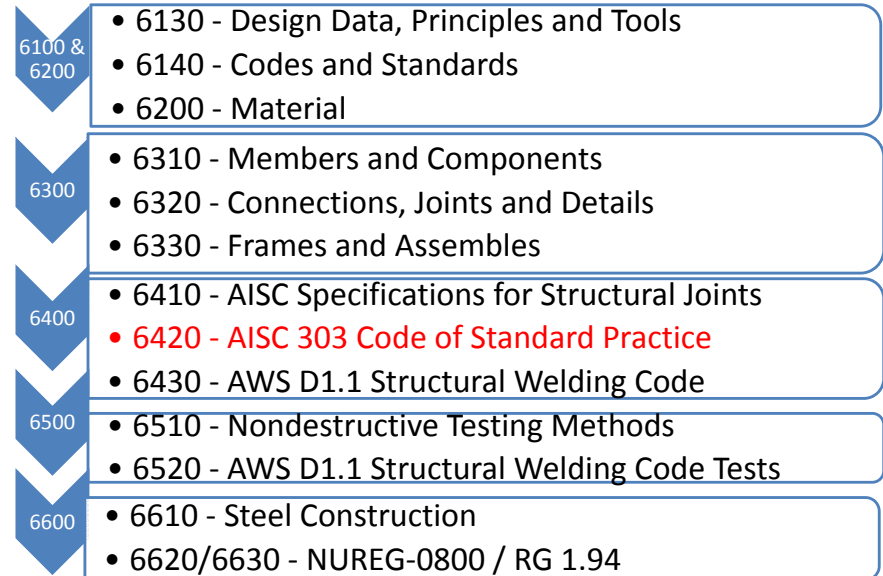 6100 &
6200
• 6130 - Design Data, Principles and Tools
• 6140 - Codes and Standards
• 6200 - Material
6300
• 6310 - Members and Components
• 6320 - Connections, Joints and Details
• 6330 - Frames and Assembles
6400
• 6410 - AISC Specifications for Structural Joints
• 6420 - AISC 303 Code of Standard Practice
• 6430 - AWS D1.1 Structural Welding Code
6500
• 6510 - Nondestructive Testing Methods
• 6520 - AWS D1.1 Structural Welding Code Tests
6600
• 6610 - Steel Construction
• 6620/6630 - NUREG-0800 / RG 1.94